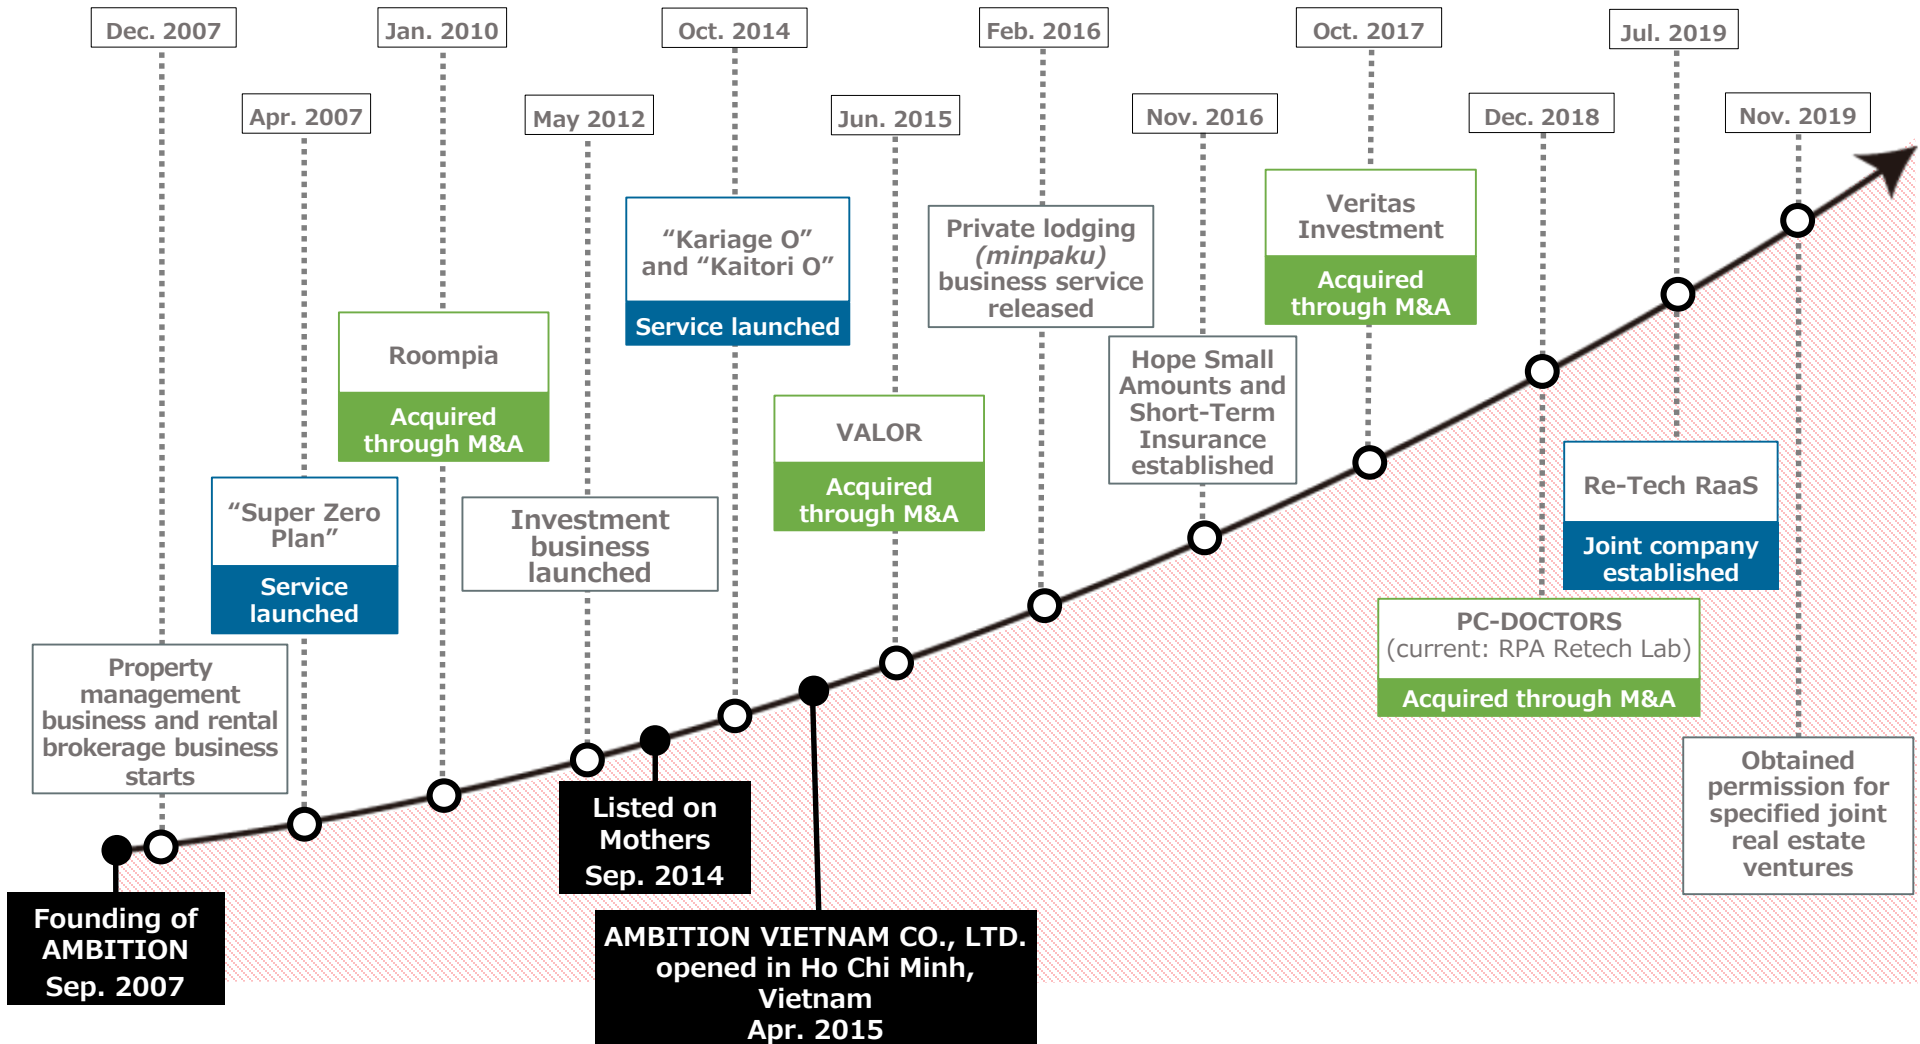 Dec. 2007
Jan. 2010
Oct. 2014
Feb. 2016
Oct. 2017
Jul. 2019
Apr. 2007
May 2012
Jun. 2015
Nov. 2016
Dec. 2018
Nov. 2019
Property
management
business and rental
brokerage business
starts
“Super Zero
Plan”
Service
launched
Roompia
Acquired
through M&A
Investment
business
launched
“Kariage O”
and “Kaitori O”
Service launched
VALOR
Acquired
through M&A
Private lodging
(minpaku)
business service
released
Hope Small
Amounts and
Short-Term
Insurance
established
Veritas
Investment
Acquired
through M&A
PC-DOCTORS
(current: RPA Retech Lab)
Acquired through M&A
Re-Tech RaaS
Joint company
established
Obtained
permission for
specified joint
real estate
ventures
Founding of
AMBITION
Sep. 2007
Listed on
Mothers
Sep. 2014
AMBITION VIETNAM CO., LTD.
opened in Ho Chi Minh,
Vietnam
Apr. 2015